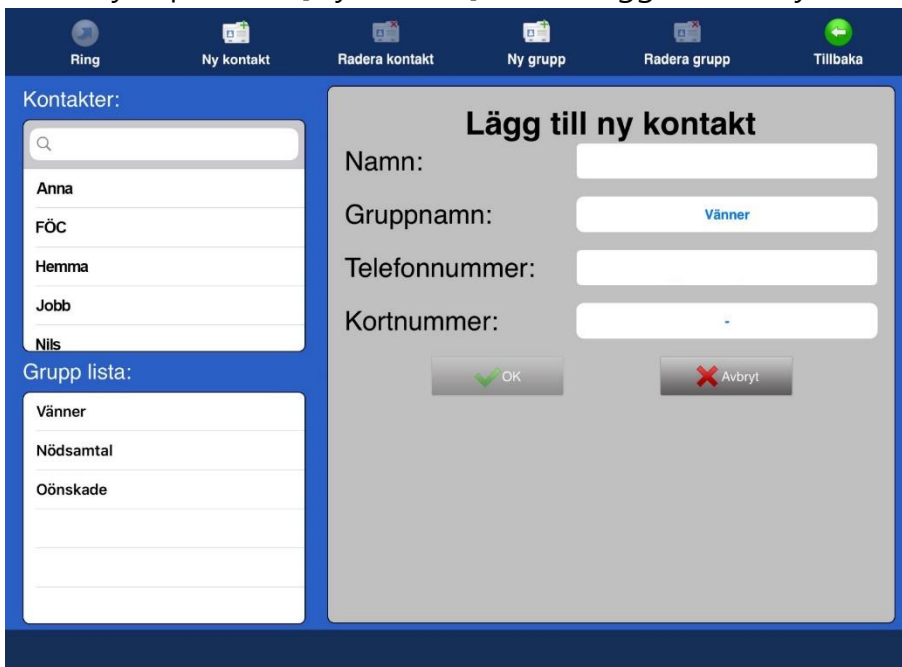 Ring Ny kontakt Radera kontakt Ny grupp Radera grupp Tillbaka
Kontakter:
Anna
FÖC
Hemma
Jobb
Nils
Grupp lista:
Vänner
Nödsamtal
Oönskade
Lägg till ny kontakt
Namn:
Gruppnamn: Vänner
Telefonnummer:
Kortnummer: -
OK Avbryt